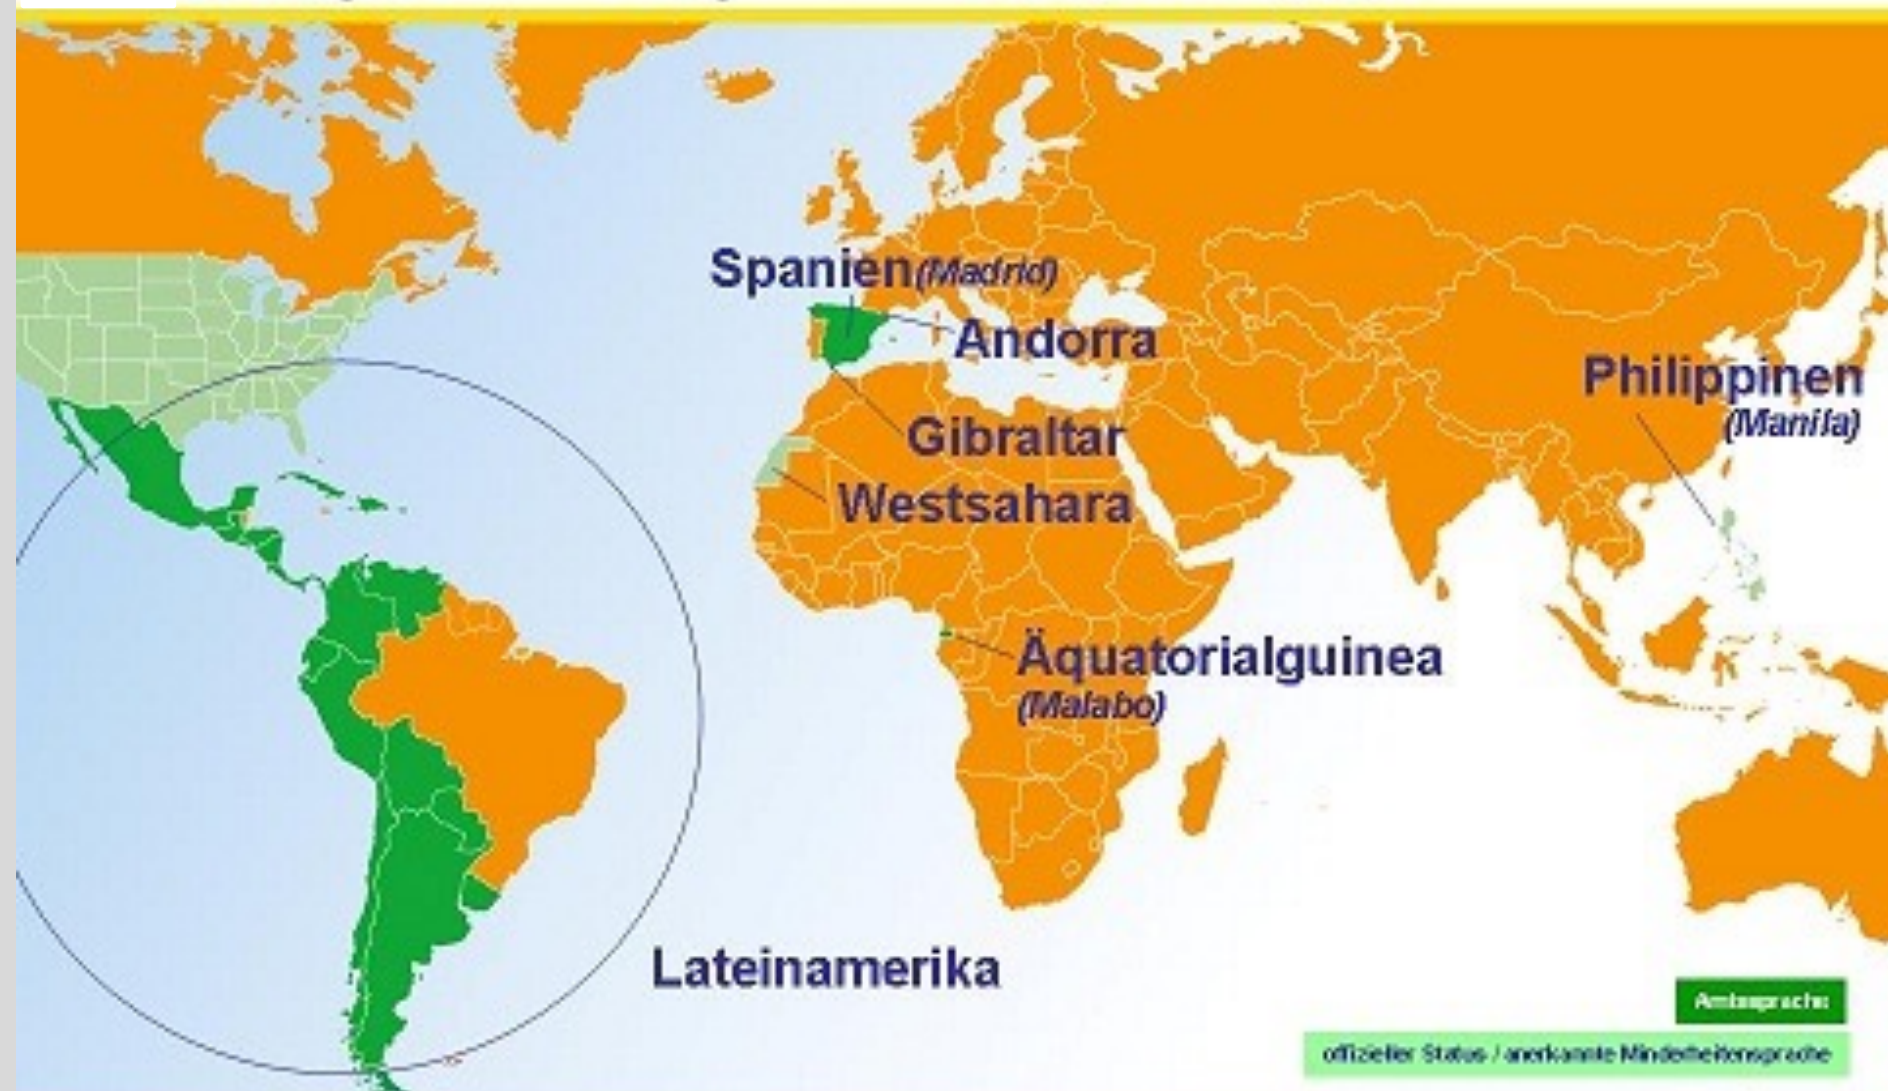 Spanien (Madrid)
Andorra
Philippinen
(Manila)
Gibraltar
Westsahara
Äquatorialguinea
(Malabo)
Lateinamerika
Amtssprache
offizieller Status / anerkannte Minderheitensprache